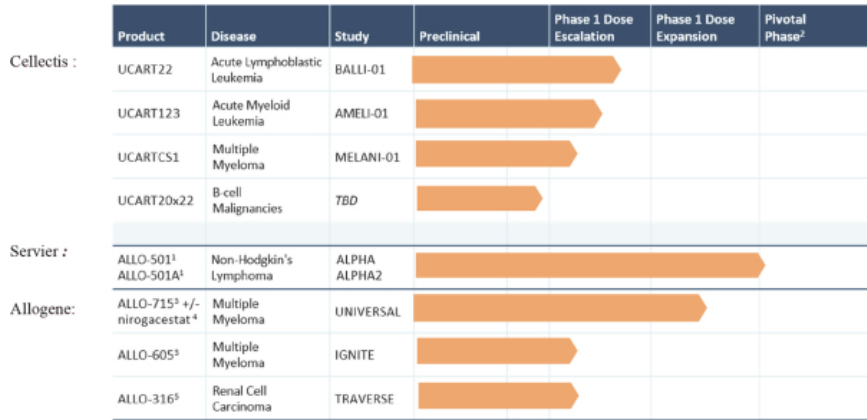 Product Disease Study Preclinical Phase 1 Dose Escalation Phase 1 Dose Expansion Pivotal Phase²
Cellectis :
UCART22 Acute Lymphoblastic Leukemia BALLI-01
UCART123 Acute Myeloid Leukemia AMELI-01
UCARTCS1 Multiple Myeloma MELANI-01
UCART20x22 B-cell Malignancies TBD
Servier :
ALLO-501¹ ALLO-501A¹ Non-Hodgkin's Lymphoma ALPHA ALPHA2
Allogene:
ALLO-715³ +/- nirogacestat⁴ Multiple Myeloma UNIVERSAL
ALLO-605³ Multiple Myeloma IGNITE
ALLO-316⁵ Renal Cell Carcinoma TRAVERSE